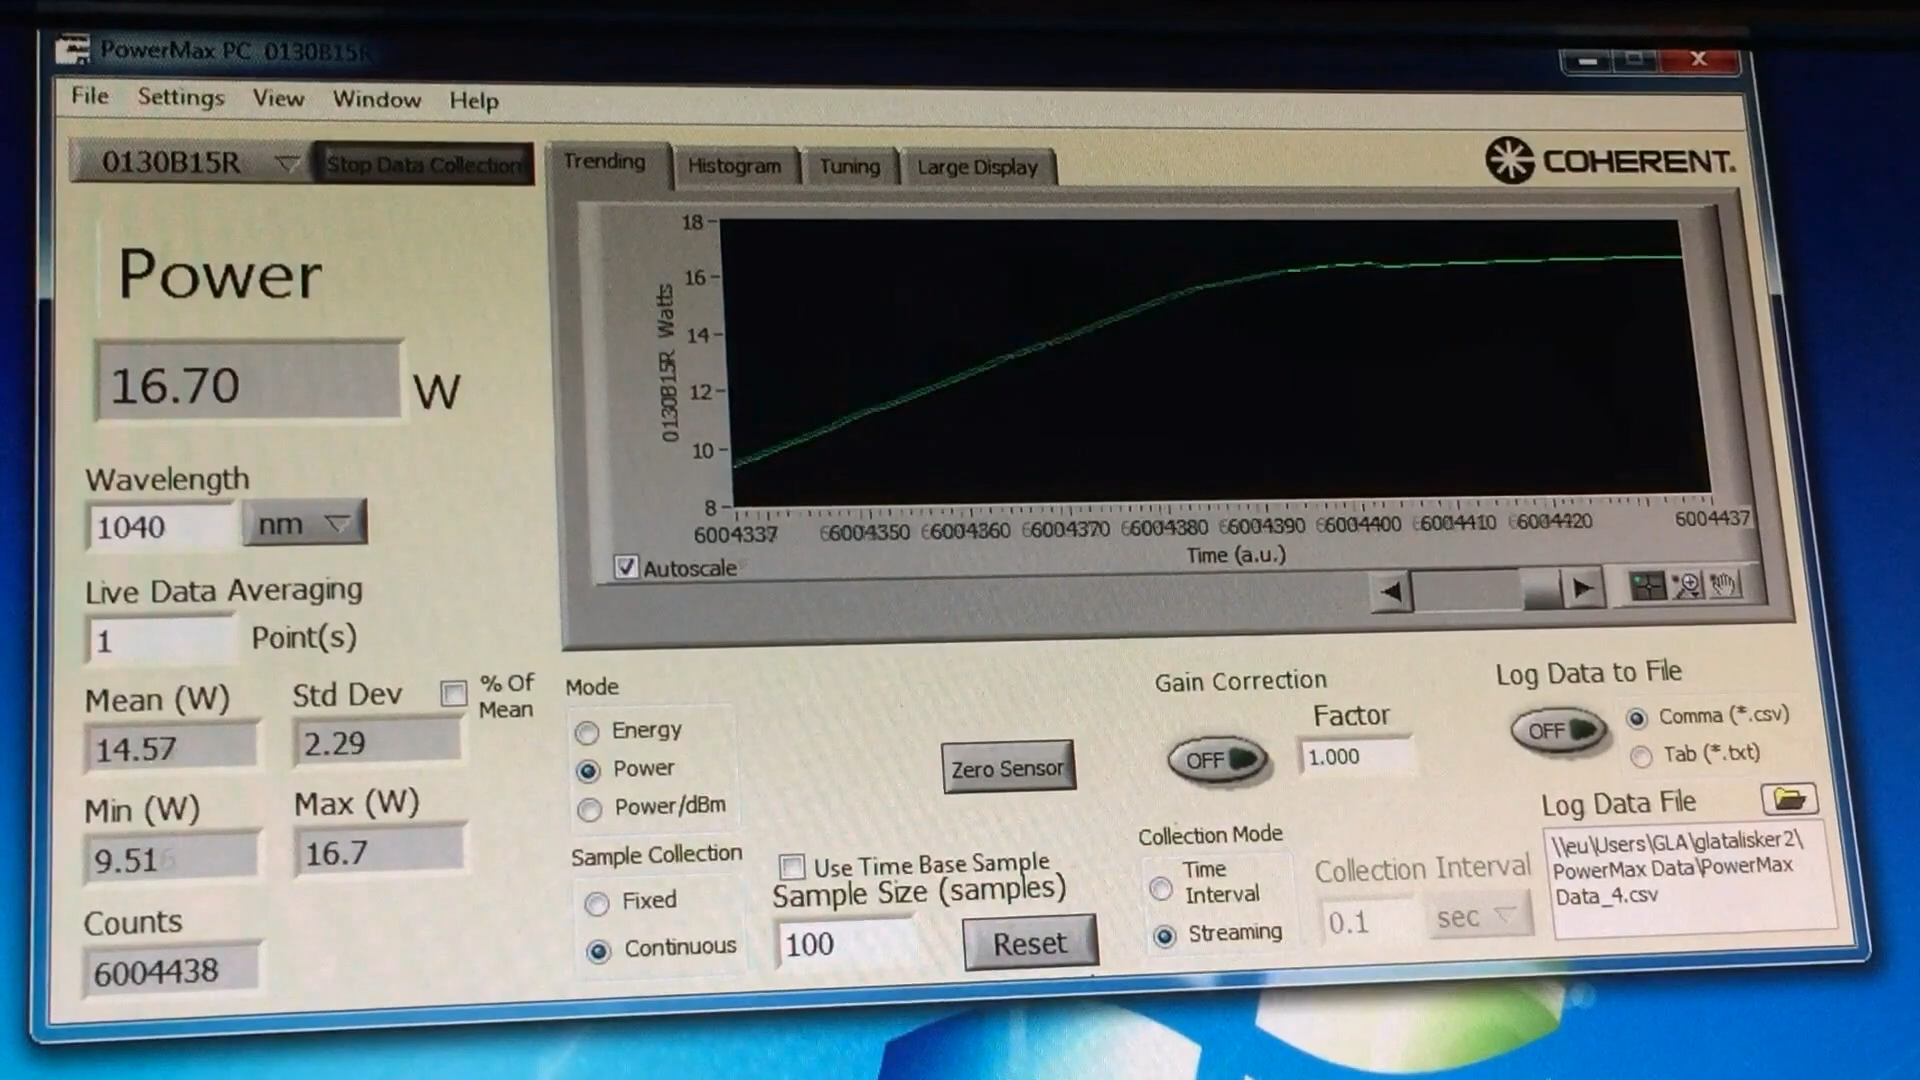 PowerMax PC 0130B15R
File Settings View Window Help
0130B15R Stop Data Collection
Trending Histogram Tuning Large Display
COHERENT.
Power
16.70 W
Wavelength
1040 nm
Live Data Averaging
1 Point(s)
Mean (W) Std Dev % Of Mean
14.57 2.29
Min (W) Max (W)
9.51 16.7
Counts
6004438
18
16
14
12
10
8
0130B15R Watts
6004337 6004350 6004360 6004370 6004380 6004390 6004400 6004410 6004420 6004437
Time (a.u.)
Autoscale
Mode
Energy
Power
Power/dBm
Sample Collection
Fixed
Continuous
Zero Sensor
Use Time Base Sample
Sample Size (samples)
100 Reset
Gain Correction
OFF
Factor
1.000
Collection Mode
Time
Interval
Streaming
Collection Interval
0.1 sec
Log Data to File
OFF
Comma (*.csv)
Tab (*.txt)
Log Data File
\\eu\Users\GLA\glatalisker2\
PowerMax Data\PowerMax
Data_4.csv